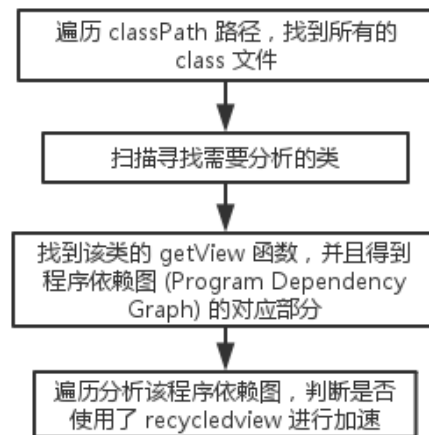 遍历 classPath 路径，找到所有的
class 文件
扫描寻找需要分析的类
找到该类的 getView 函数，并且得到
程序依赖图 (Program Dependency
Graph) 的对应部分
遍历分析该程序依赖图，判断是否
使用了 recycledview 进行加速